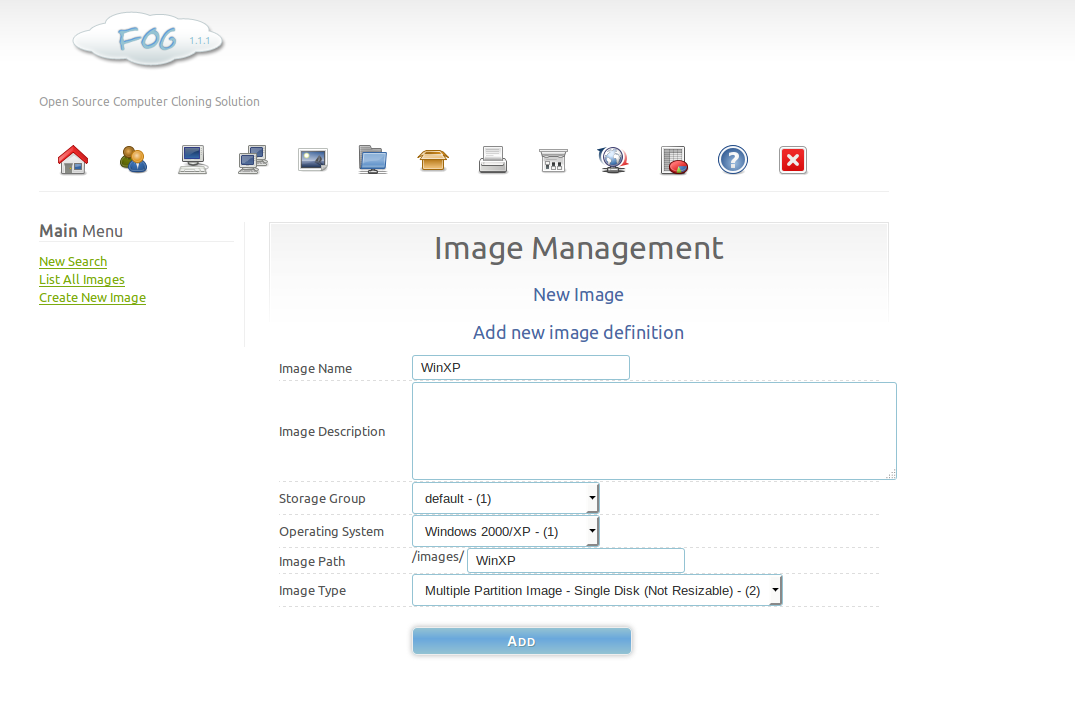 FOG 1.1.1
Open Source Computer Cloning Solution
?
Main Menu
New Search
List All Images
Create New Image
Image Management
New Image
Add new image definition
Image Name WinXP
Image Description
Storage Group default - (1)
Operating System Windows 2000/XP - (1)
Image Path /images/ WinXP
Image Type Multiple Partition Image - Single Disk (Not Resizable) - (2)
ADD